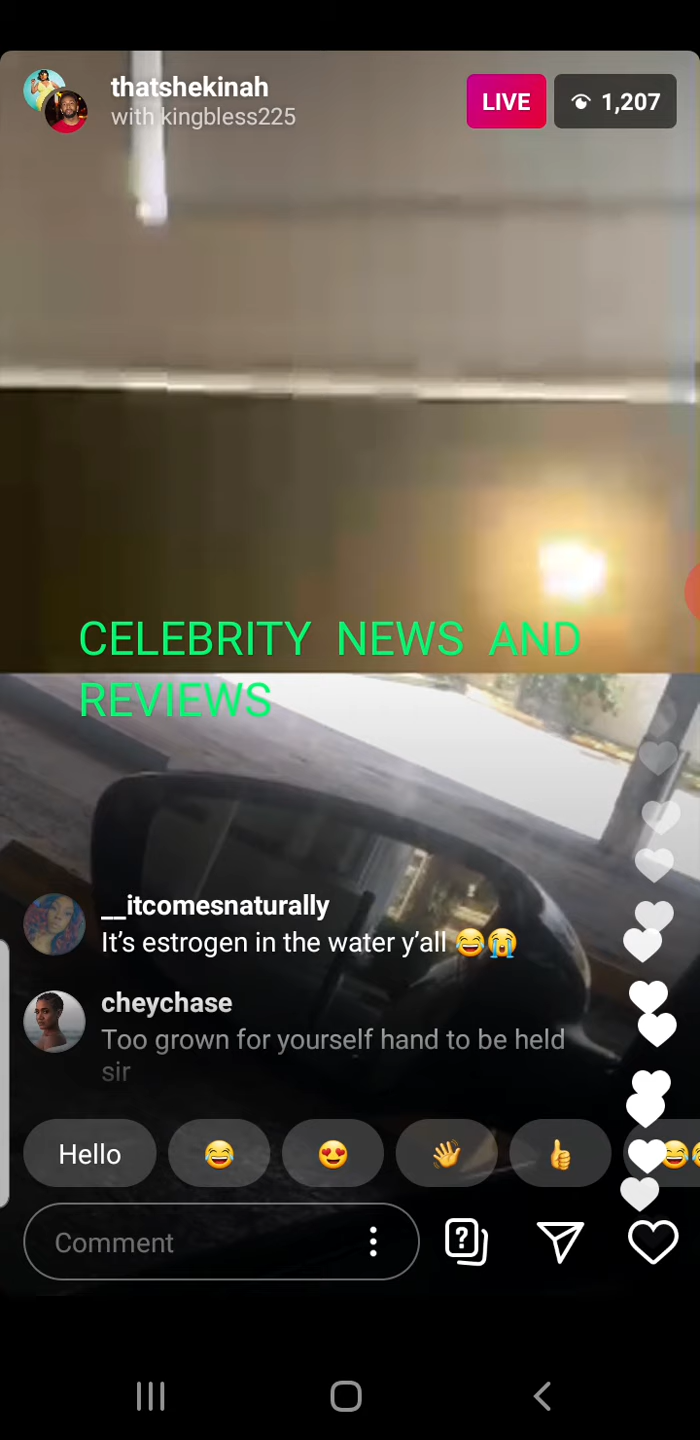 thatshekinah
with kingbless225
LIVE
1,207
CELEBRITY NEWS AND
REVIEWS
__itcomesnaturally
It’s estrogen in the water y’all 😂😭
cheychase
Too grown for yourself hand to be held
sir
Hello
Comment